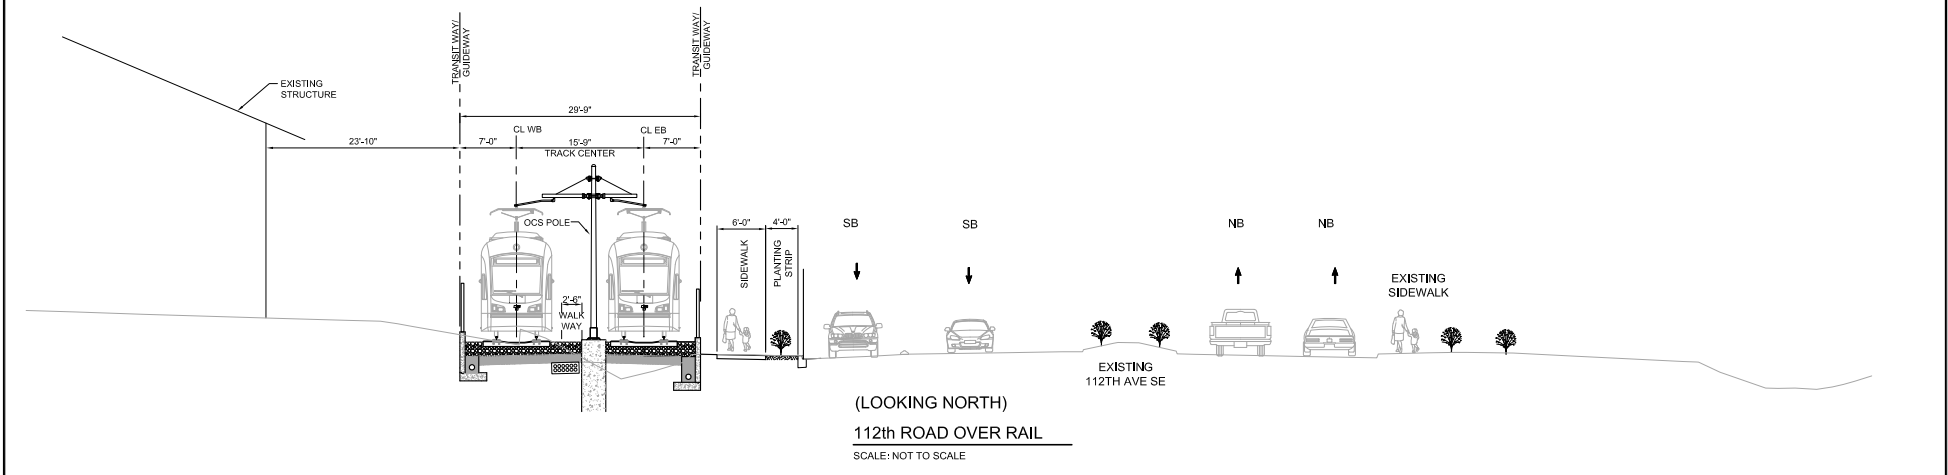 TRANSIT WAY/
GUIDEWAY
TRANSIT WAY/
GUIDEWAY
EXISTING
STRUCTURE
29'-9"
CL WB
CL EB
23'-10"
7'-0"
15'-9"
7'-0"
TRACK CENTER
OCS POLE
6'-0"
4'-0"
SIDEWALK
PLANTING
STRIP
SB
SB
NB
NB
2'-6"
WALK
WAY
EXISTING
SIDEWALK
EXISTING
112TH AVE SE
(LOOKING NORTH)
112th ROAD OVER RAIL
SCALE: NOT TO SCALE